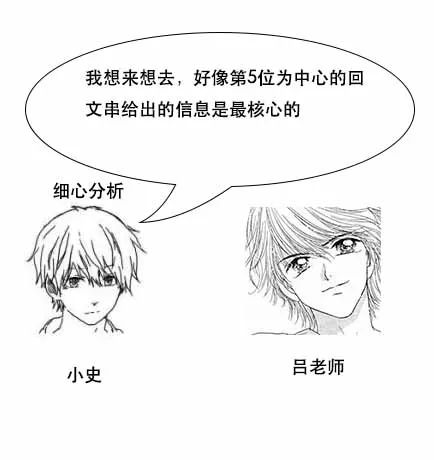 我想来想去，好像第5位为中心的回
文串给出的信息是最核心的
细心分析
小史
吕老师